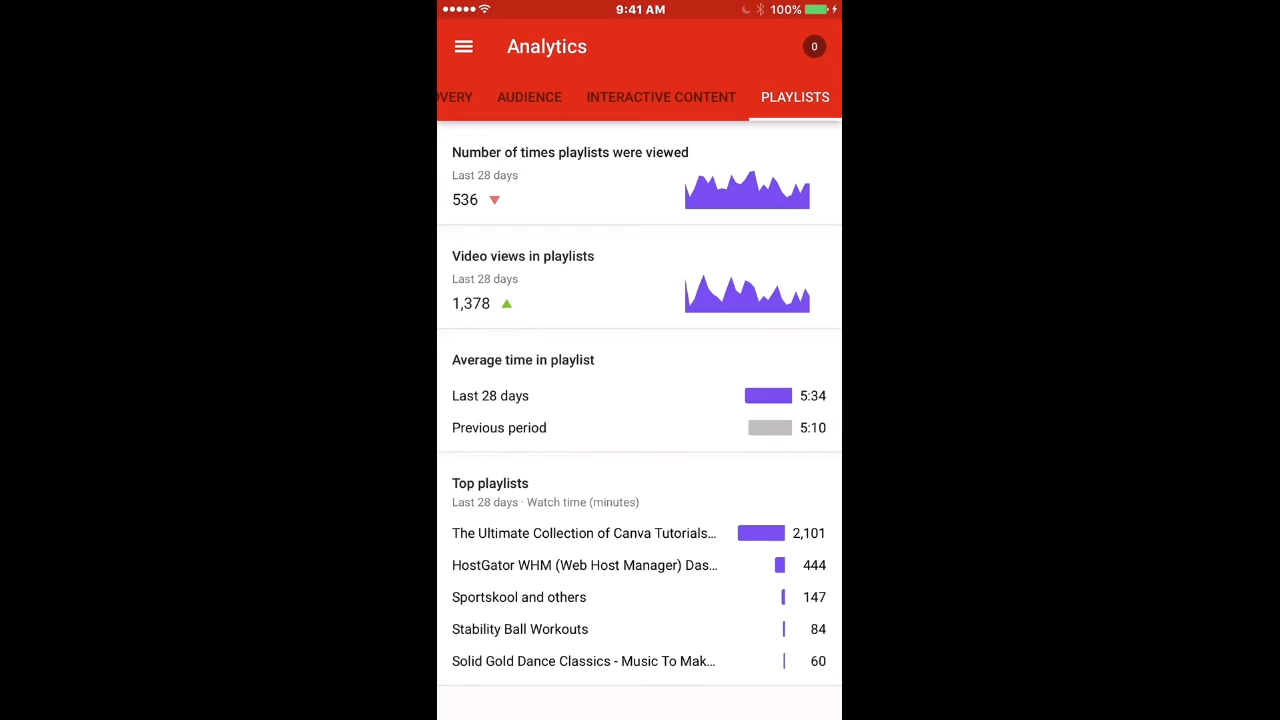 9:41 AM
100%
Analytics
0
OVERY AUDIENCE INTERACTIVE CONTENT PLAYLISTS
Number of times playlists were viewed
Last 28 days
536
Video views in playlists
Last 28 days
1,378
Average time in playlist
Last 28 days 5:34
Previous period 5:10
Top playlists
Last 28 days · Watch time (minutes)
The Ultimate Collection of Canva Tutorials... 2,101
HostGator WHM (Web Host Manager) Das... 444
Sportskool and others 147
Stability Ball Workouts 84
Solid Gold Dance Classics - Music To Mak... 60